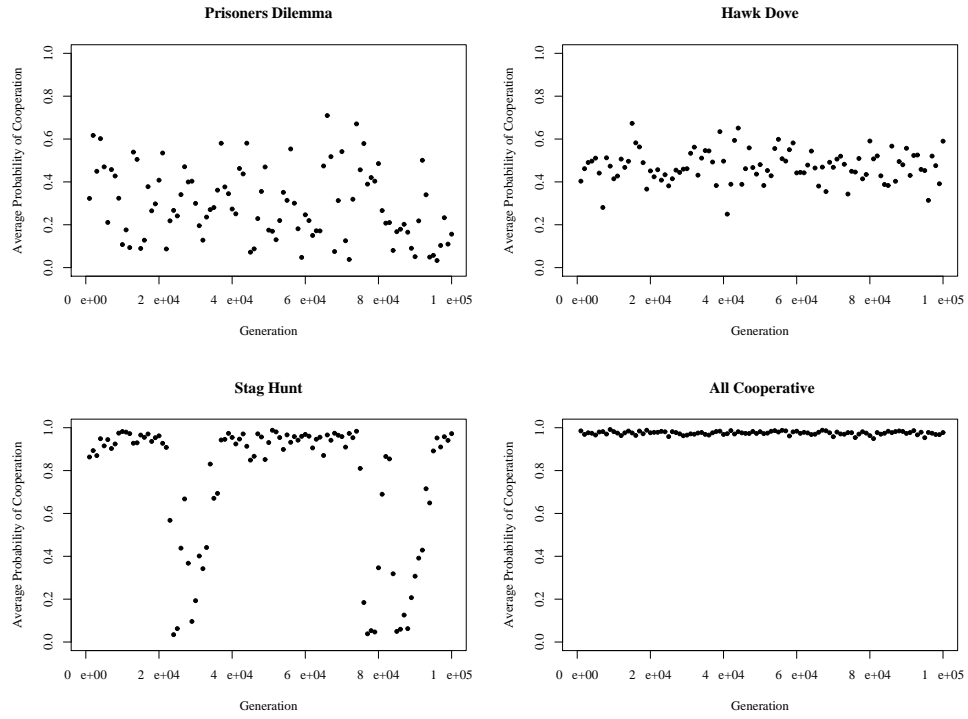 Prisoners Dilemma
Average Probability of Cooperation
1.0
0.8
0.6
0.4
0.2
0.0
0 e+00 2 e+04 4 e+04 6 e+04 8 e+04 1 e+05
Generation
Hawk Dove
Average Probability of Cooperation
1.0
0.8
0.6
0.4
0.2
0.0
0 e+00 2 e+04 4 e+04 6 e+04 8 e+04 1 e+05
Generation
Stag Hunt
Average Probability of Cooperation
1.0
0.8
0.6
0.4
0.2
0.0
0 e+00 2 e+04 4 e+04 6 e+04 8 e+04 1 e+05
Generation
All Cooperative
Average Probability of Cooperation
1.0
0.8
0.6
0.4
0.2
0.0
0 e+00 2 e+04 4 e+04 6 e+04 8 e+04 1 e+05
Generation